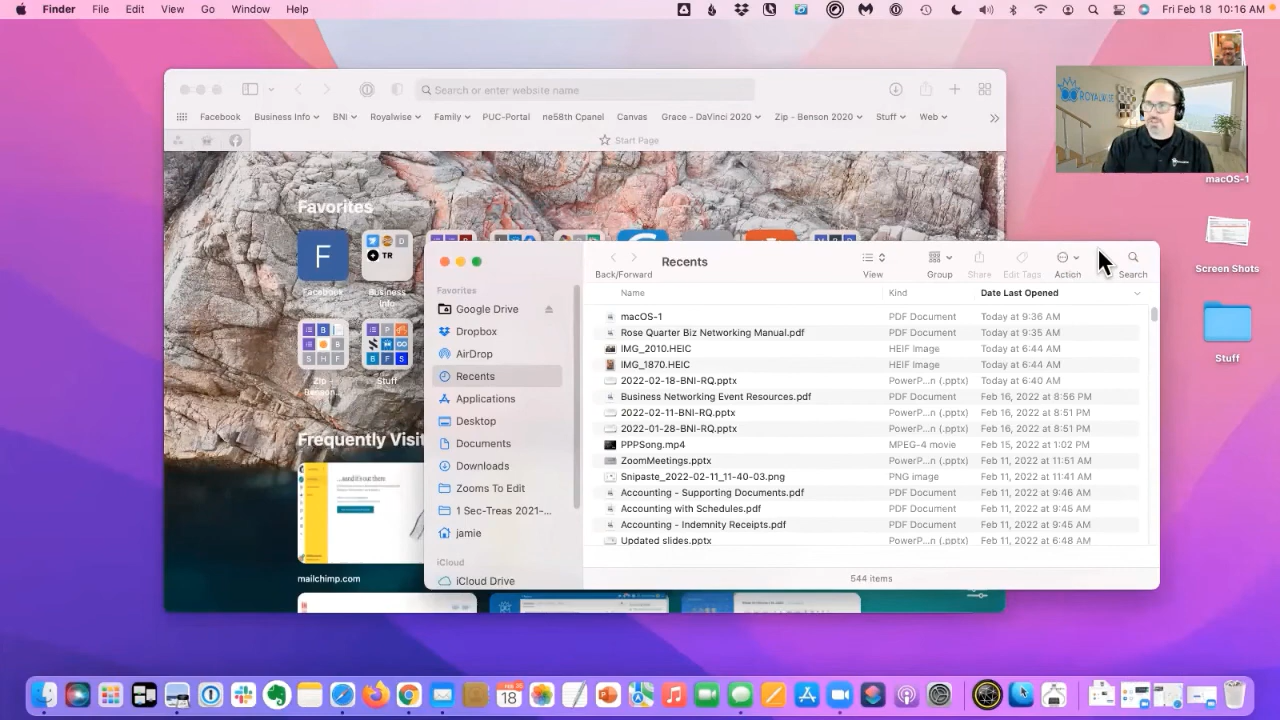 Finder File Edit View Go Window Help Fri Feb 18 10:16 AM
Search or enter website name
Facebook Business Info BNI Royalwise Family PUC-Portal ne58th Cpanel Canvas Grace - DaVinci 2020 Zip - Benson 2020 Stuff Web
Start Page
ROYALWISE
macOS-1
Screen Shots
Stuff
Favorites
F
TR
Facebook
Business Info
Zip - Benson...
Stuff
Frequently Visit
...sound it's out there
mailchimp.com
Recents
Back/Forward View Group Share Edit Tags Action Search
Favorites
Google Drive
Dropbox
AirDrop
Recents
Applications
Desktop
Documents
Downloads
Zooms To Edit
1 Sec-Treas 2021-...
jamie
iCloud
iCloud Drive
Name Kind Date Last Opened
macOS-1 PDF Document Today at 9:36 AM
Rose Quarter Biz Networking Manual.pdf PDF Document Today at 9:35 AM
IMG_2010.HEIC HEIF Image Today at 6:44 AM
IMG_1870.HEIC HEIF Image Today at 6:44 AM
2022-02-18-BNI-RQ.pptx PowerP...n (.pptx) Today at 6:40 AM
Business Networking Event Resources.pdf PDF Document Feb 16, 2022 at 8:56 PM
2022-02-11-BNI-RQ.pptx PowerP...n (.pptx) Feb 16, 2022 at 8:51 PM
2022-01-28-BNI-RQ.pptx PowerP...n (.pptx) Feb 16, 2022 at 8:51 PM
PPPSong.mp4 MPEG-4 movie Feb 15, 2022 at 1:02 PM
ZoomMeetings.pptx PowerP...n (.pptx) Feb 11, 2022 at 11:51 AM
Snipaste_2022-02-11_11-40-03.png PNG image Feb 11, 2022 at 11:41 AM
Accounting - Supporting Documents.pdf PDF Document Feb 11, 2022 at 9:46 AM
Accounting with Schedules.pdf PDF Document Feb 11, 2022 at 9:45 AM
Accounting - Indemnity Receipts.pdf PDF Document Feb 11, 2022 at 9:45 AM
Updated slides.pptx PowerP...n (.pptx) Feb 11, 2022 at 6:48 AM
544 items
18